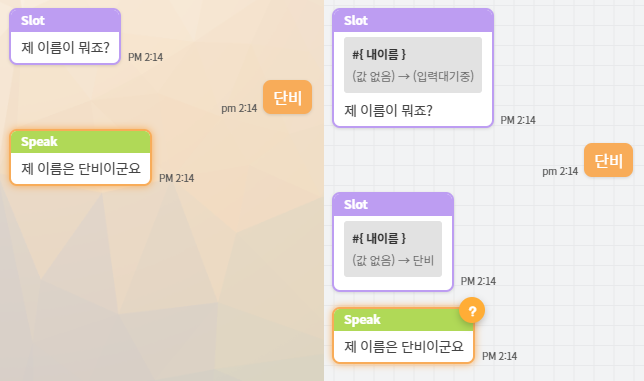 Slot
제 이름이 뭐죠?
PM 2:14
pm 2:14
단비
Speak
제 이름은 단비이군요
PM 2:14
Slot
#{ 내이름 }
(값 없음) → (입력대기중)
제 이름이 뭐죠?
PM 2:14
pm 2:14
단비
Slot
#{ 내이름 }
(값 없음) → 단비
PM 2:14
?
Speak
제 이름은 단비이군요
PM 2:14